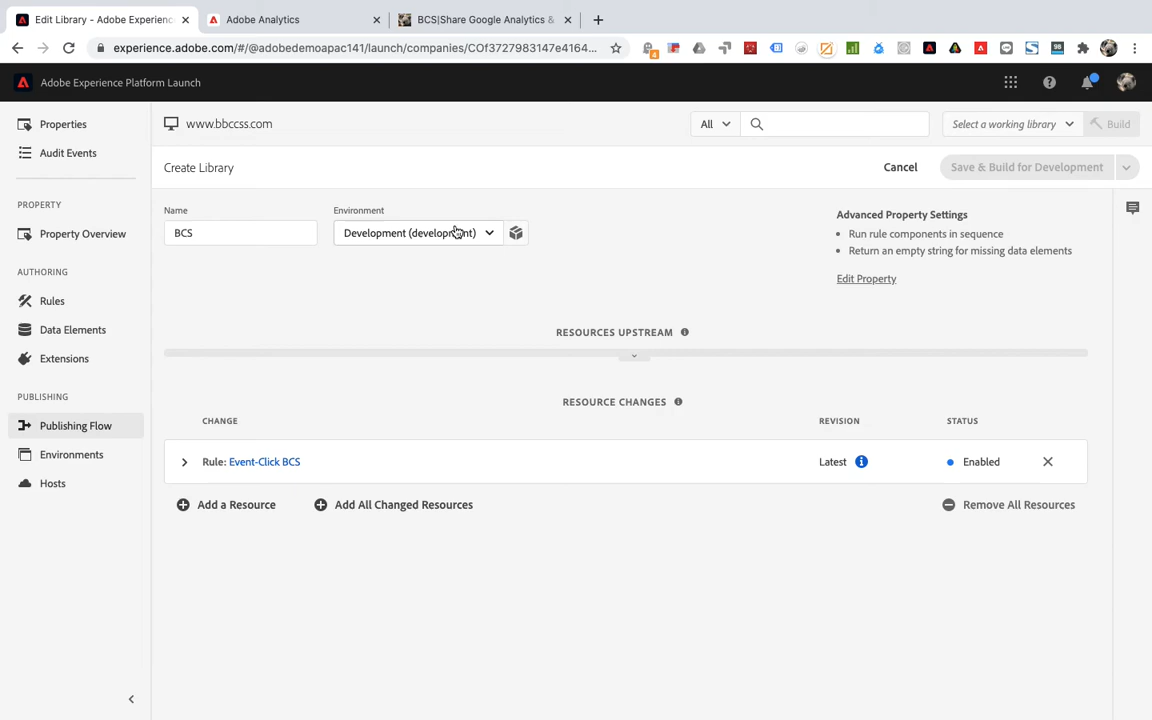 Edit Library - Adobe Experienc
Adobe Analytics
BCS|Share Google Analytics &
experience.adobe.com/#/@adobedemoapac141/launch/companies/COf3727983147e4164...
4
98
Adobe Experience Platform Launch
Properties
Audit Events
PROPERTY
Property Overview
AUTHORING
Rules
Data Elements
Extensions
PUBLISHING
Publishing Flow
Environments
Hosts
www.bbccss.com
All
Select a working library
Build
Create Library
Cancel
Save & Build for Development
Name
BCS
Environment
Development (development)
Advanced Property Settings
Run rule components in sequence
Return an empty string for missing data elements
Edit Property
RESOURCES UPSTREAM
RESOURCE CHANGES
CHANGE
REVISION
STATUS
Rule: Event-Click BCS
Latest
Enabled
Add a Resource
Add All Changed Resources
Remove All Resources